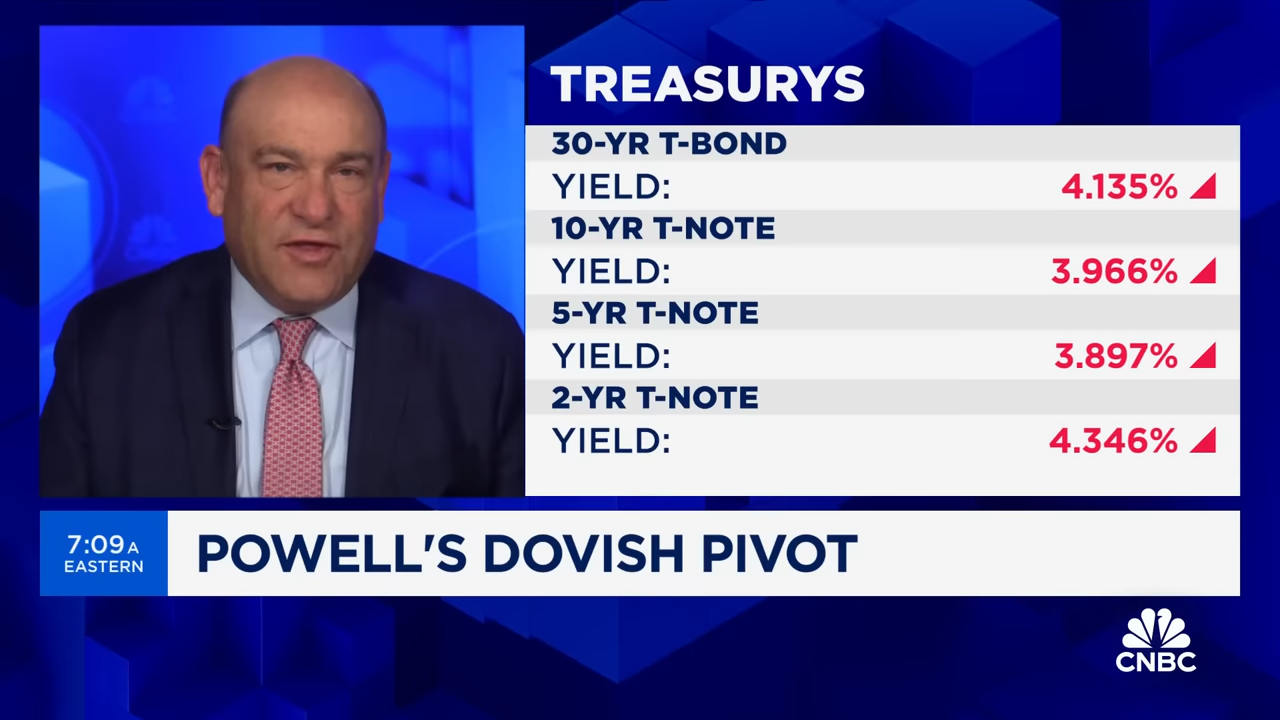 TREASURYS
30-YR T-BOND
YIELD: 4.135%
10-YR T-NOTE
YIELD: 3.966%
5-YR T-NOTE
YIELD: 3.897%
2-YR T-NOTE
YIELD: 4.346%
7:09 A
EASTERN
POWELL'S DOVISH PIVOT
CNBC